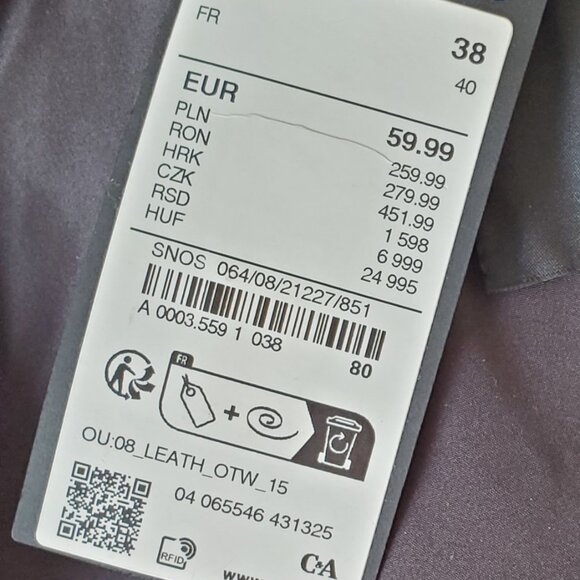 38
FR 40
EUR 59.99
PLN 259.99
RON 279.99
HRK 451.99
CZK 1 598
RSD 6 999
HUF 24 995
SNOS 064/08/21227/851
A 0003.559 1 038 80
FR
+
OU:08_LEATH_OTW_15
04 065546 431325
RFID
C&A
www.